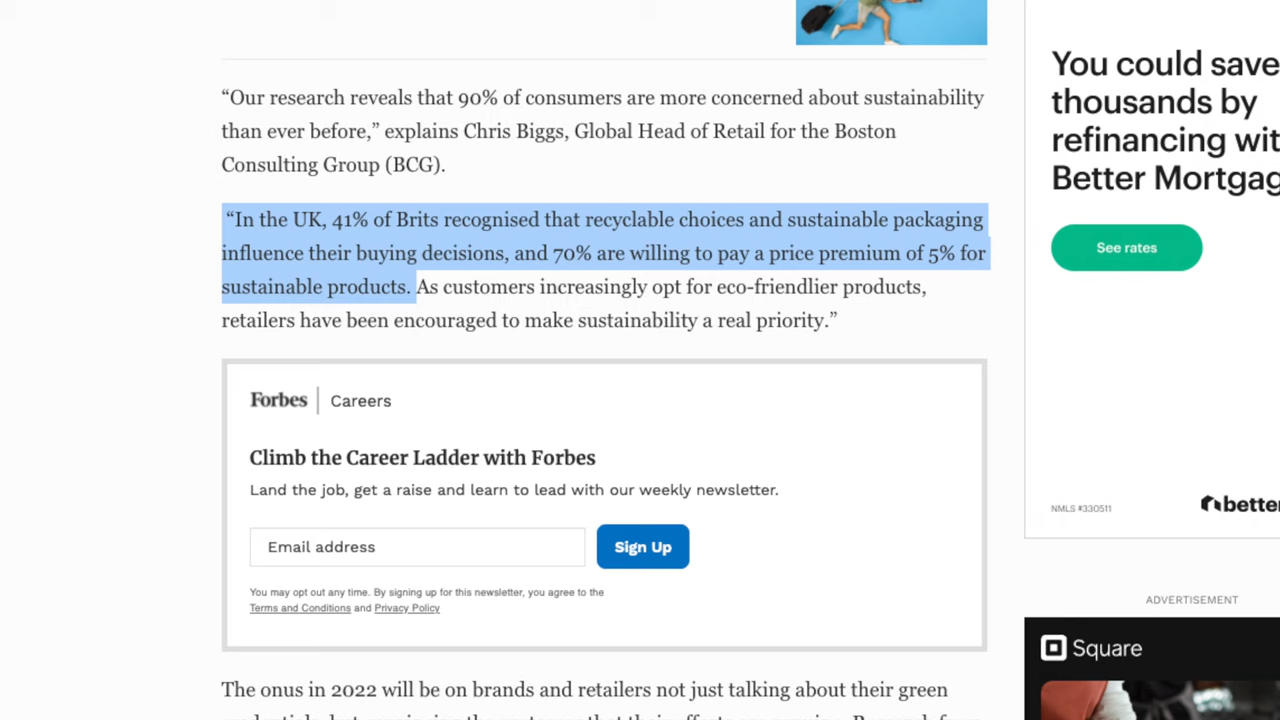 “Our research reveals that 90% of consumers are more concerned about sustainability
than ever before,” explains Chris Biggs, Global Head of Retail for the Boston
Consulting Group (BCG).
“In the UK, 41% of Brits recognised that recyclable choices and sustainable packaging
influence their buying decisions, and 70% are willing to pay a price premium of 5% for
sustainable products. As customers increasingly opt for eco-friendlier products,
retailers have been encouraged to make sustainability a real priority.”
Forbes | Careers
Climb the Career Ladder with Forbes
Land the job, get a raise and learn to lead with our weekly newsletter.
Email address
Sign Up
You may opt out any time. By signing up for this newsletter, you agree to the
Terms and Conditions and Privacy Policy
The onus in 2022 will be on brands and retailers not just talking about their green
You could save
thousands by
refinancing wit
Better Mortgag
See rates
NMLS #330511
better
ADVERTISEMENT
Square